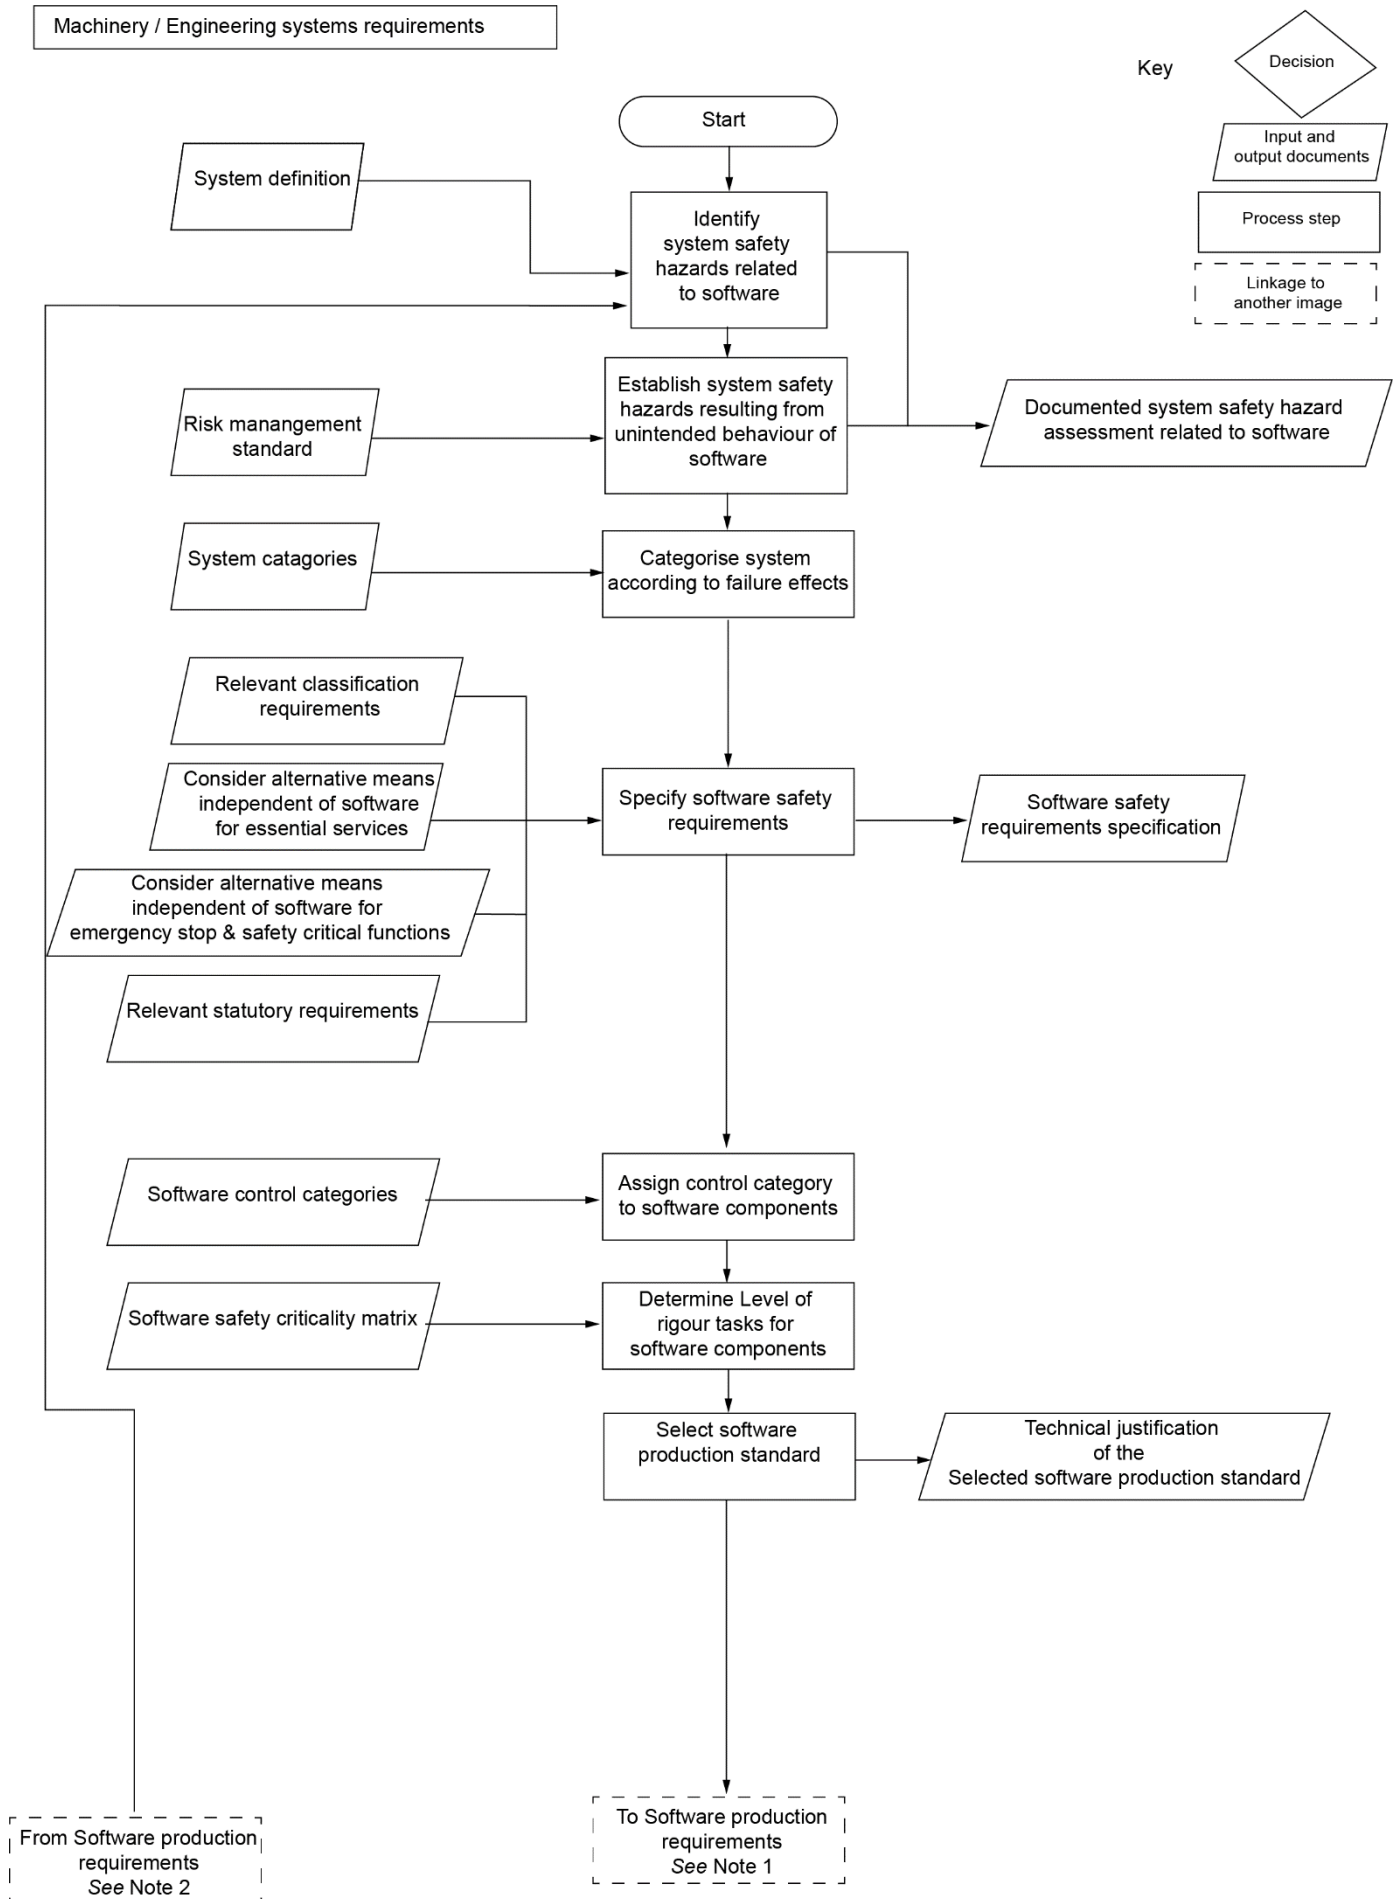 Machinery / Engineering systems requirements
Key
Decision
Input and
output documents
Process step
Linkage to
another image
Start
System definition
Identify
system safety
hazards related
to software
Risk manangement
standard
Establish system safety
hazards resulting from
unintended behaviour of
software
Documented system safety hazard
assessment related to software
System catagories
Categorise system
according to failure effects
Relevant classification
requirements
Consider alternative means
independent of software
for essential services
Specify software safety
requirements
Software safety
requirements specification
Consider alternative means
independent of software for
emergency stop & safety critical functions
Relevant statutory requirements
Software control categories
Assign control category
to software components
Software safety criticality matrix
Determine Level of
rigour tasks for
software components
Select software
production standard
Technical justification
of the
Selected software production standard
From Software production
requirements
See Note 2
To Software production
requirements
See Note 1